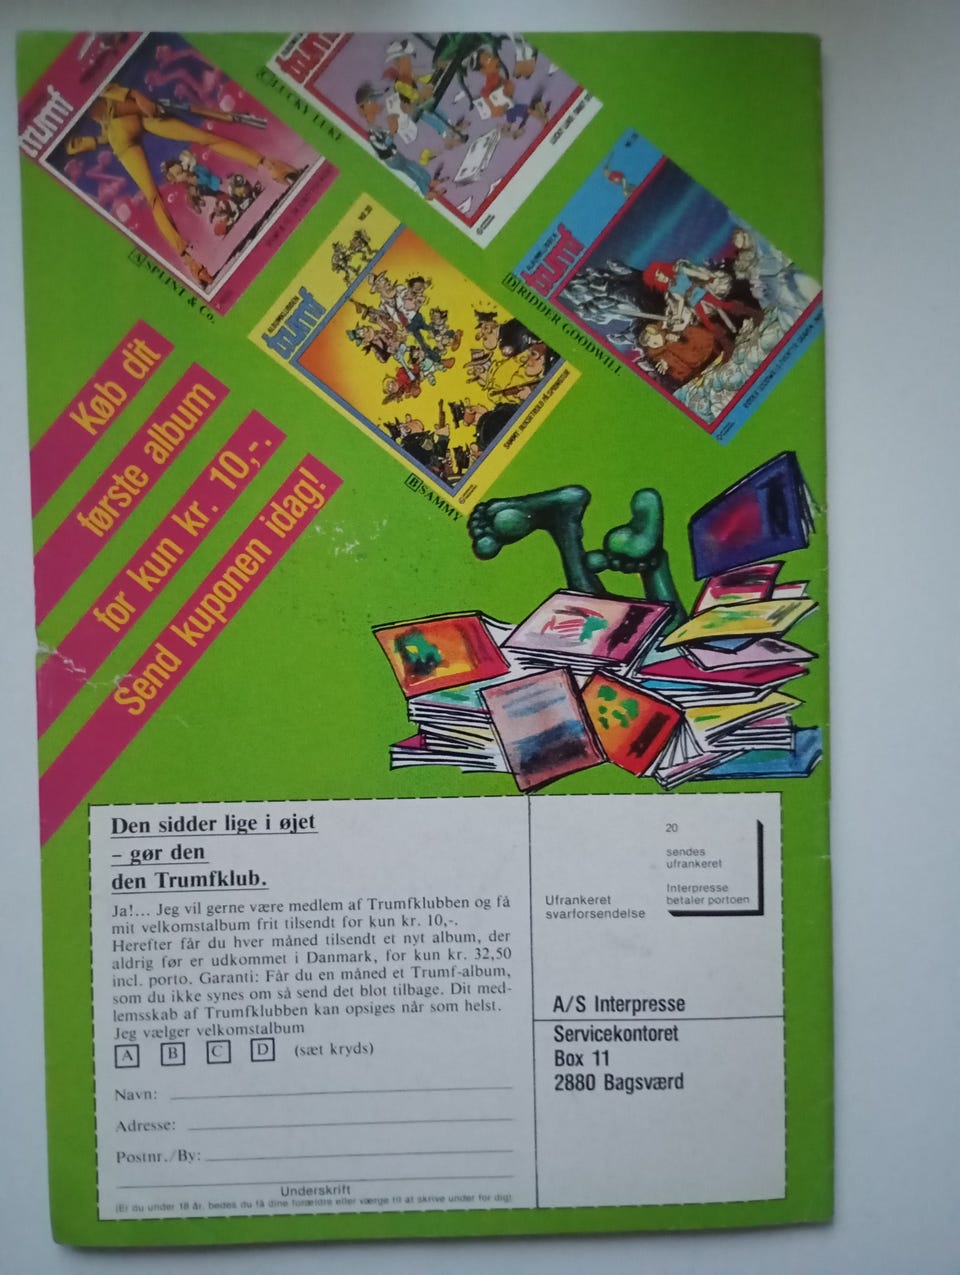 trumf
A SPLINT & Co.
trumf
C LUCKY LUKE
ALBUMKLUBBEN
trumf
NR. 20
B SAMMY
trumf
D RIDDER GOODWILL
Køb dit
første album
for kun kr. 10,-.
Send kuponen idag!
Den sidder lige i øjet
– gør den
den Trumfklub.
Ja!... Jeg vil gerne være medlem af Trumfklubben og få
mit velkomstalbum frit tilsendt for kun kr. 10,-.
Herefter får du hver måned tilsendt et nyt album, der
aldrig før er udkommet i Danmark, for kun kr. 32,50
incl. porto. Garanti: Får du en måned et Trumf-album,
som du ikke synes om så send det blot tilbage. Dit med-
lemsskab af Trumfklubben kan opsiges når som helst.
Jeg vælger velkomstalbum
A B C D (sæt kryds)
Navn:
Adresse:
Postnr./By:
Underskrift
(Er du under 18 år, bedes du få dine forældre eller værge til at skrive under for dig)
20
sendes
ufrankeret
Interpresse
betaler portoen
Ufrankeret
svarforsendelse
A/S Interpresse
Servicekontoret
Box 11
2880 Bagsværd